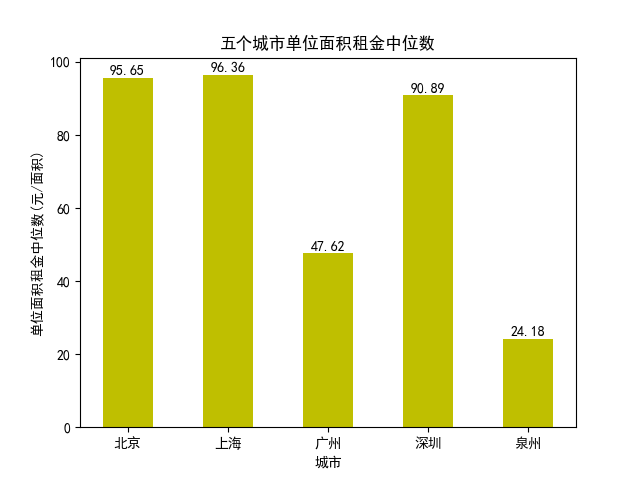 五个城市单位面积租金中位数
单位面积租金中位数(元/面积)
100
80
60
40
20
0
95.65
96.36
47.62
90.89
24.18
北京
上海
广州
深圳
泉州
城市